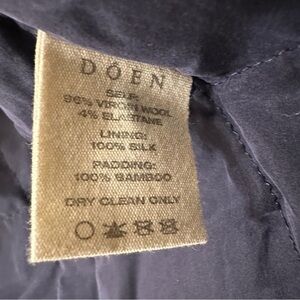 DÔEN
SELF:
96% VIRGIN WOOL
4% ELASTANE
LINING:
100% SILK
PADDING:
100% BAMBOO
DRY CLEAN ONLY